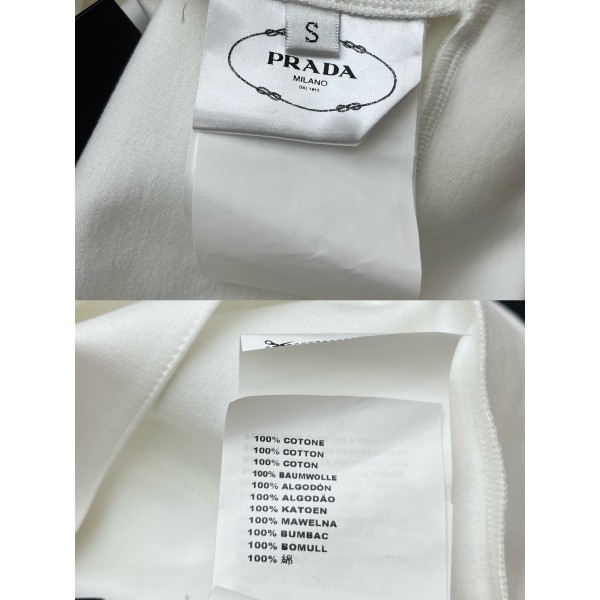 S
PRADA
MILANO
DAL 1913
100% COTONE
100% COTTON
100% COTON
100% BAUMWOLLE
100% ALGODÓN
100% ALGODÃO
100% KATOEN
100% MAWELNA
100% BUMBAC
100% BOMULL
100% 綿